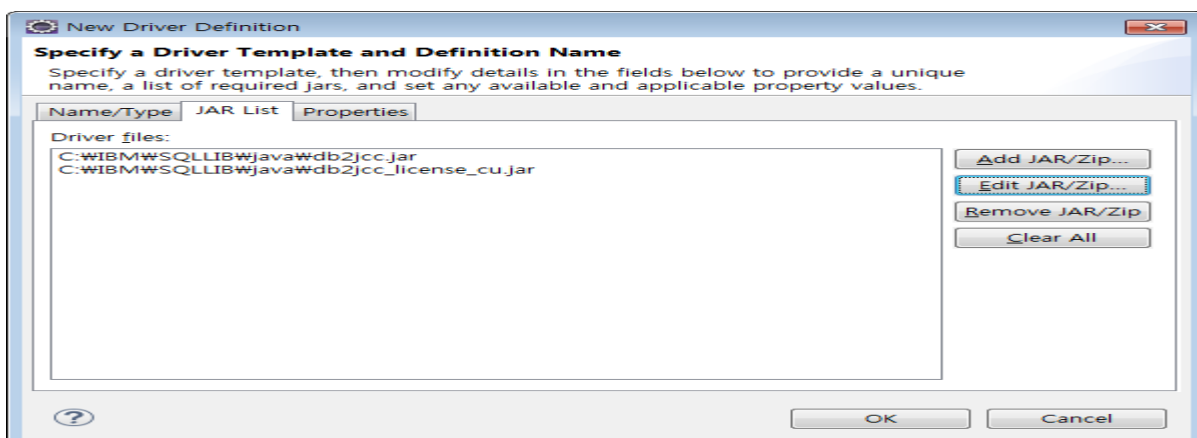 New Driver Definition
Specify a Driver Template and Definition Name
Specify a driver template, then modify details in the fields below to provide a unique
name, a list of required jars, and set any available and applicable property values.
Name/Type JAR List Properties
Driver files:
C:₩IBM₩SQLLIB₩java₩db2jcc.jar
C:₩IBM₩SQLLIB₩java₩db2jcc_license_cu.jar
Add JAR/Zip...
Edit JAR/Zip...
Remove JAR/Zip
Clear All
?
OK Cancel